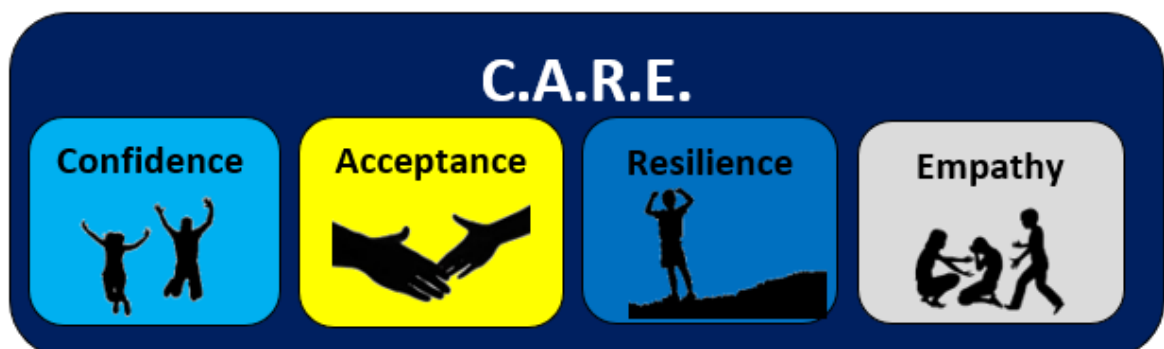 C.A.R.E.
Confidence
Acceptance
Resilience
Empathy